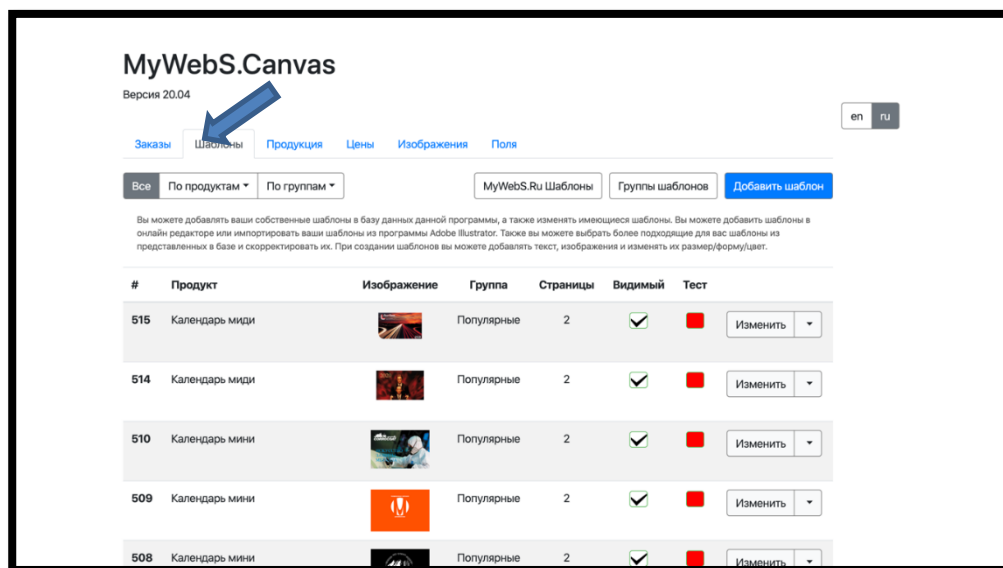 MyWebS.Canvas
Версия 20.04
en ru
Заказы Шаблоны Продукция Цены Изображения Поля
Все По продуктам По группам MyWebS.Ru Шаблоны Группы шаблонов Добавить шаблон
Вы можете добавлять ваши собственные шаблоны в базу данных данной программы, а также изменять имеющиеся шаблоны. Вы можете добавить шаблоны в
онлайн редакторе или импортировать ваши шаблоны из программы Adobe Illustrator. Также вы можете выбрать более подходящие для вас шаблоны из
представленных в базе и скорректировать их. При создании шаблонов вы можете добавлять текст, изображения и изменять их размер/форму/цвет.
# Продукт Изображение Группа Страницы Видимый Тест
515 Календарь миди Популярные 2 Изменить
514 Календарь миди Популярные 2 Изменить
510 Календарь мини Популярные 2 Изменить
509 Календарь мини Популярные 2 Изменить
508 Календарь мини Популярные 2 Изменить